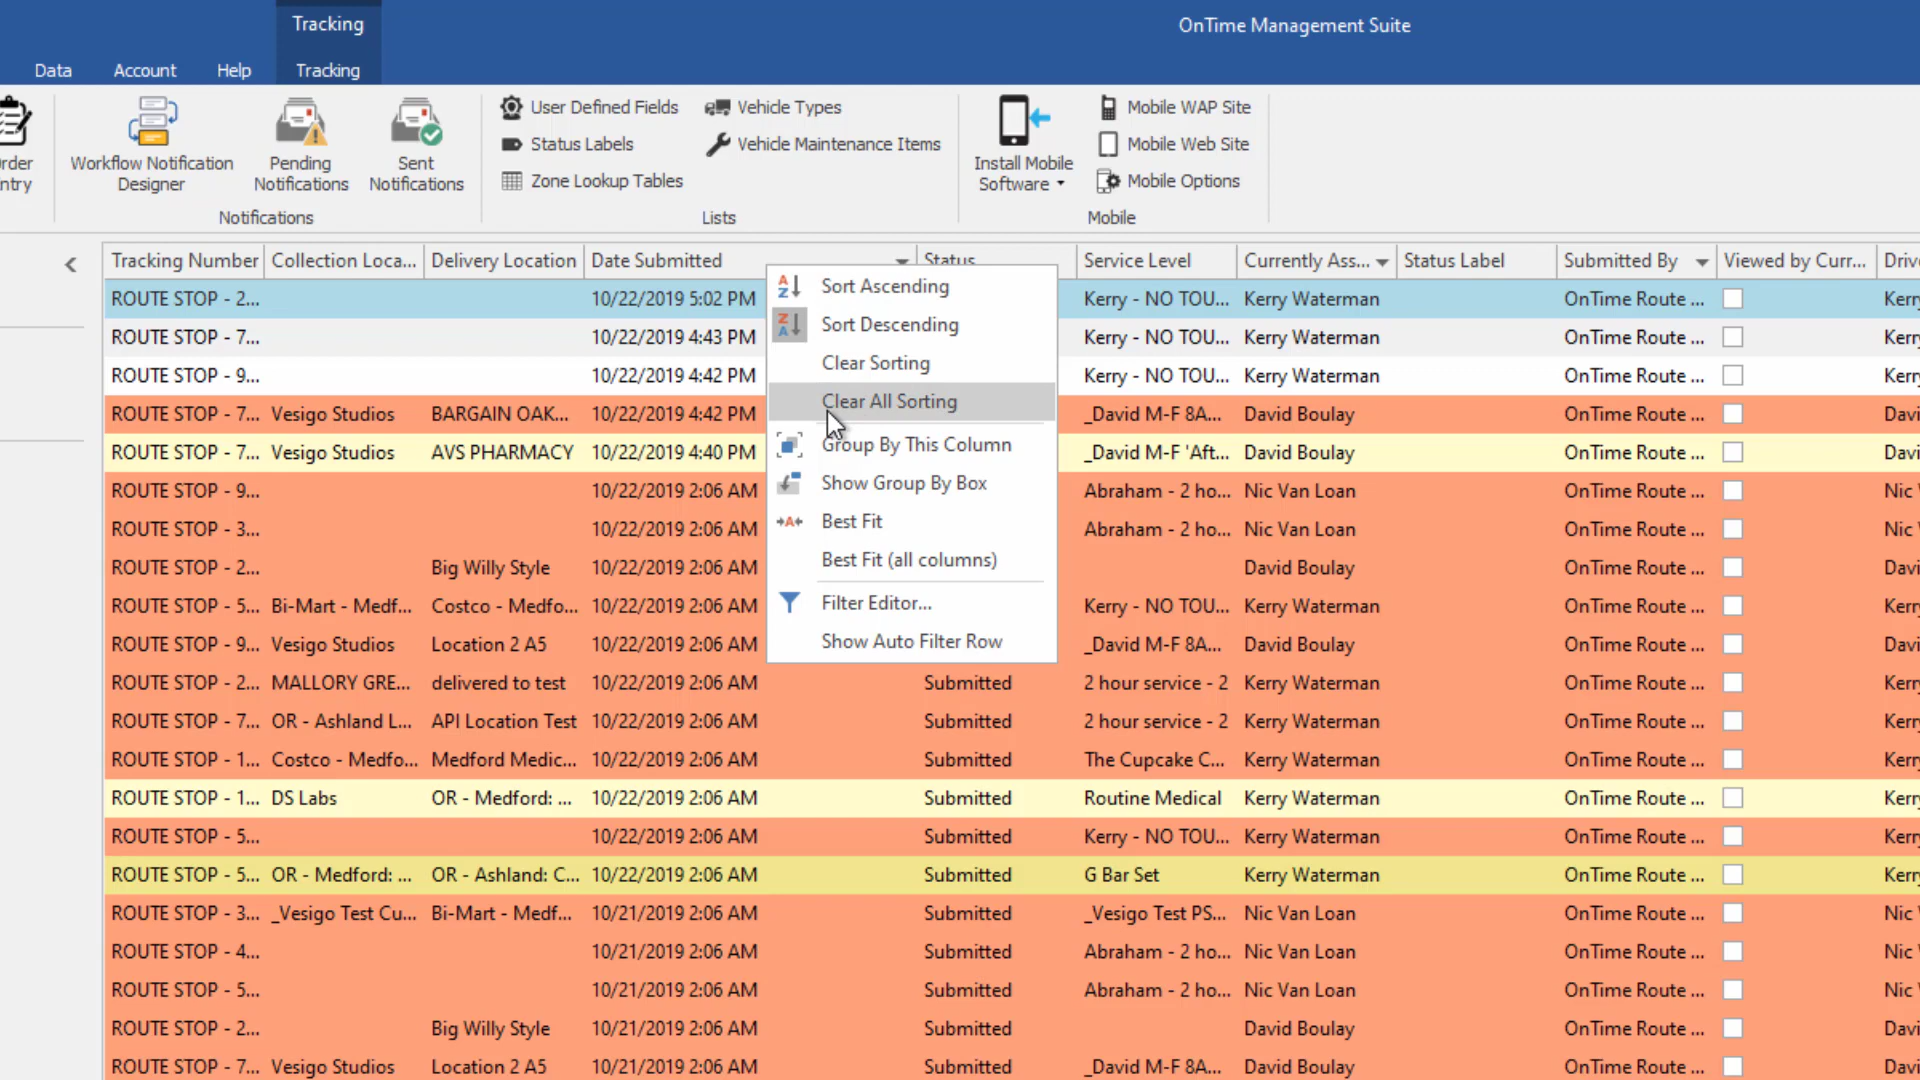 Tracking
OnTime Management Suite
Data Account Help Tracking
rder
ntry
Workflow Notification
Designer
Pending
Notifications
Sent
Notifications
Notifications
User Defined Fields
Status Labels
Zone Lookup Tables
Vehicle Types
Vehicle Maintenance Items
Lists
Install Mobile
Software
Mobile WAP Site
Mobile Web Site
Mobile Options
Mobile
Tracking Number Collection Loca... Delivery Location Date Submitted Status Service Level Currently Ass... Status Label Submitted By Viewed by Curr... Drive
ROUTE STOP - 2... 10/22/2019 5:02 PM Kerry - NO TOU... Kerry Waterman OnTime Route ... Kerry
ROUTE STOP - 7... 10/22/2019 4:43 PM Kerry - NO TOU... Kerry Waterman OnTime Route ... Kerry
ROUTE STOP - 9... 10/22/2019 4:42 PM Kerry - NO TOU... Kerry Waterman OnTime Route ... Kerry
ROUTE STOP - 7... Vesigo Studios BARGAIN OAK... 10/22/2019 4:42 PM _David M-F 8A... David Boulay OnTime Route ... Davi
ROUTE STOP - 7... Vesigo Studios AVS PHARMACY 10/22/2019 4:40 PM _David M-F 'Aft... David Boulay OnTime Route ... Davi
ROUTE STOP - 9... 10/22/2019 2:06 AM Abraham - 2 ho... Nic Van Loan OnTime Route ... Nic
ROUTE STOP - 3... 10/22/2019 2:06 AM Abraham - 2 ho... Nic Van Loan OnTime Route ... Nic
ROUTE STOP - 2... Big Willy Style 10/22/2019 2:06 AM David Boulay OnTime Route ... Davi
ROUTE STOP - 5... Bi-Mart - Medf... Costco - Medfo... 10/22/2019 2:06 AM Kerry - NO TOU... Kerry Waterman OnTime Route ... Kerry
ROUTE STOP - 9... Vesigo Studios Location 2 A5 10/22/2019 2:06 AM _David M-F 8A... David Boulay OnTime Route ... Davi
ROUTE STOP - 2... MALLORY GRE... delivered to test 10/22/2019 2:06 AM Submitted 2 hour service - 2 Kerry Waterman OnTime Route ... Kerry
ROUTE STOP - 7... OR - Ashland L... API Location Test 10/22/2019 2:06 AM Submitted 2 hour service - 2 Kerry Waterman OnTime Route ... Kerry
ROUTE STOP - 1... Costco - Medfo... Medford Medic... 10/22/2019 2:06 AM Submitted The Cupcake C... Kerry Waterman OnTime Route ... Kerry
ROUTE STOP - 1... DS Labs OR - Medford: ... 10/22/2019 2:06 AM Submitted Routine Medical Kerry Waterman OnTime Route ... Kerry
ROUTE STOP - 5... 10/22/2019 2:06 AM Submitted Kerry - NO TOU... Kerry Waterman OnTime Route ... Kerry
ROUTE STOP - 5... OR - Medford: ... OR - Ashland: C... 10/22/2019 2:06 AM Submitted G Bar Set Kerry Waterman OnTime Route ... Kerry
ROUTE STOP - 3... _Vesigo Test Cu... Bi-Mart - Medf... 10/21/2019 2:06 AM Submitted _Vesigo Test PS... Nic Van Loan OnTime Route ... Nic
ROUTE STOP - 4... 10/21/2019 2:06 AM Submitted Abraham - 2 ho... Nic Van Loan OnTime Route ... Nic
ROUTE STOP - 5... 10/21/2019 2:06 AM Submitted Abraham - 2 ho... Nic Van Loan OnTime Route ... Nic
ROUTE STOP - 2... Big Willy Style 10/21/2019 2:06 AM Submitted David Boulay OnTime Route ... Davi
ROUTE STOP - 7... Vesigo Studios Location 2 A5 10/21/2019 2:06 AM Submitted _David M-F 8A... David Boulay OnTime Route ... Davi
Sort Ascending
Sort Descending
Clear Sorting
Clear All Sorting
Group By This Column
Show Group By Box
Best Fit
Best Fit (all columns)
Filter Editor...
Show Auto Filter Row